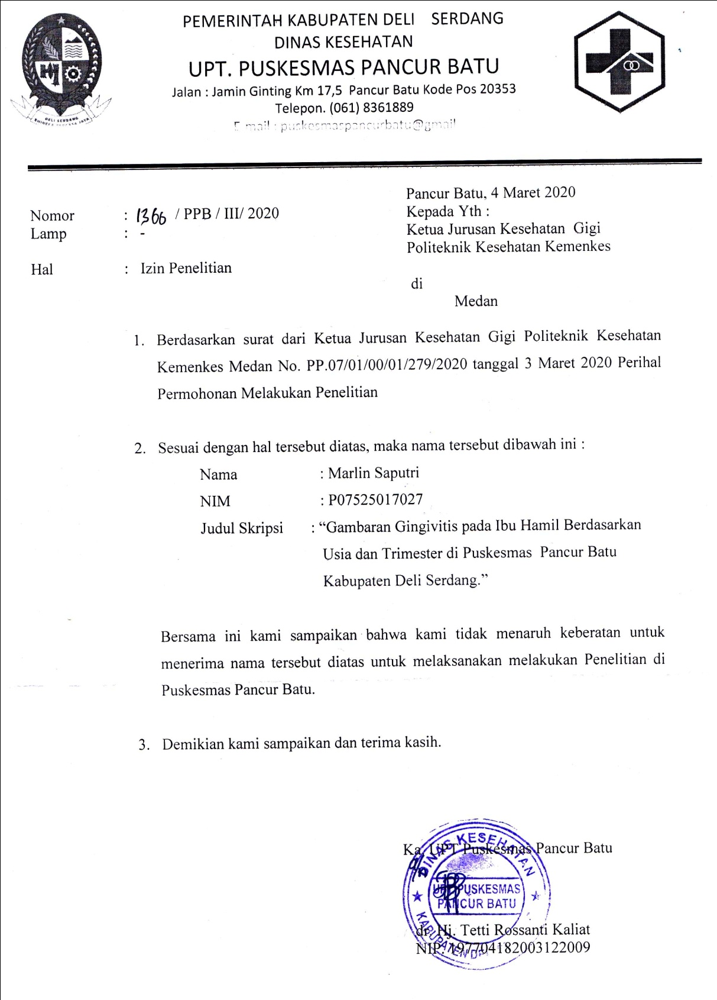 PEMERINTAH KABUPATEN DELI SERDANG
DINAS KESEHATAN
UPT. PUSKESMAS PANCUR BATU
Jalan : Jamin Ginting Km 17,5 Pancur Batu Kode Pos 20353
Telepon. (061) 8361889
E-mail : puskesmaspancurbatu@gmail
DELI SERDANG
Pancur Batu, 4 Maret 2020
Nomor : 1366 / PPB / III/ 2020
Kepada Yth :
Lamp : -
Ketua Jurusan Kesehatan Gigi
Politeknik Kesehatan Kemenkes
Hal : Izin Penelitian
di
Medan
1. Berdasarkan surat dari Ketua Jurusan Kesehatan Gigi Politeknik Kesehatan
Kemenkes Medan No. PP.07/01/00/01/279/2020 tanggal 3 Maret 2020 Perihal
Permohonan Melakukan Penelitian
2. Sesuai dengan hal tersebut diatas, maka nama tersebut dibawah ini :
Nama : Marlin Saputri
NIM : P07525017027
Judul Skripsi : “Gambaran Gingivitis pada Ibu Hamil Berdasarkan
Usia dan Trimester di Puskesmas Pancur Batu
Kabupaten Deli Serdang.”
Bersama ini kami sampaikan bahwa kami tidak menaruh keberatan untuk
menerima nama tersebut diatas untuk melaksanakan melakukan Penelitian di
Puskesmas Pancur Batu.
3. Demikian kami sampaikan dan terima kasih.
Ka. UPT Puskesmas Pancur Batu
DINAS KESEHATAN
UPT PUSKESMAS
PANCUR BATU
KABUPATEN
dr. Hj. Tetti Rossanti Kaliat
NIP. 197704182003122009